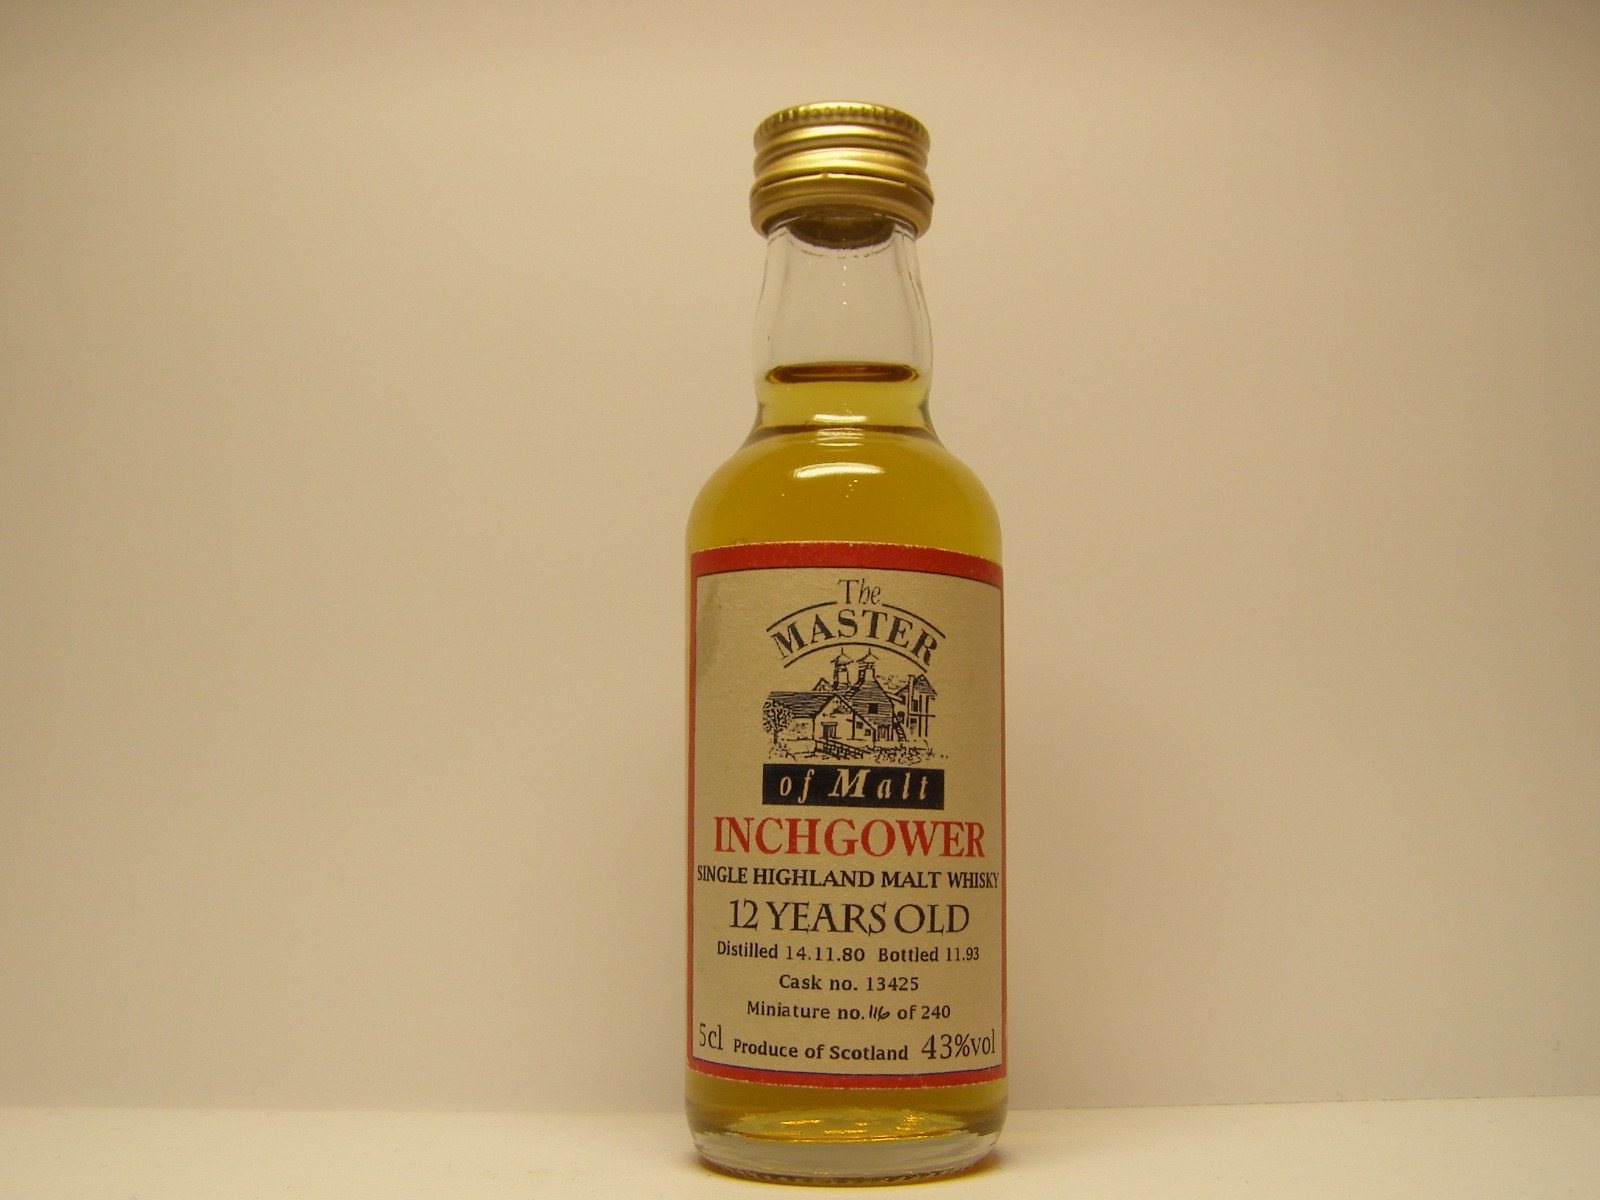 The
MASTER
of Malt
INCHGOWER
SINGLE HIGHLAND MALT WHISKY
12 YEARS OLD
Distilled 14.11.80 Bottled 11.93
Cask no. 13425
Miniature no. 116 of 240
5cl Produce of Scotland 43%vol